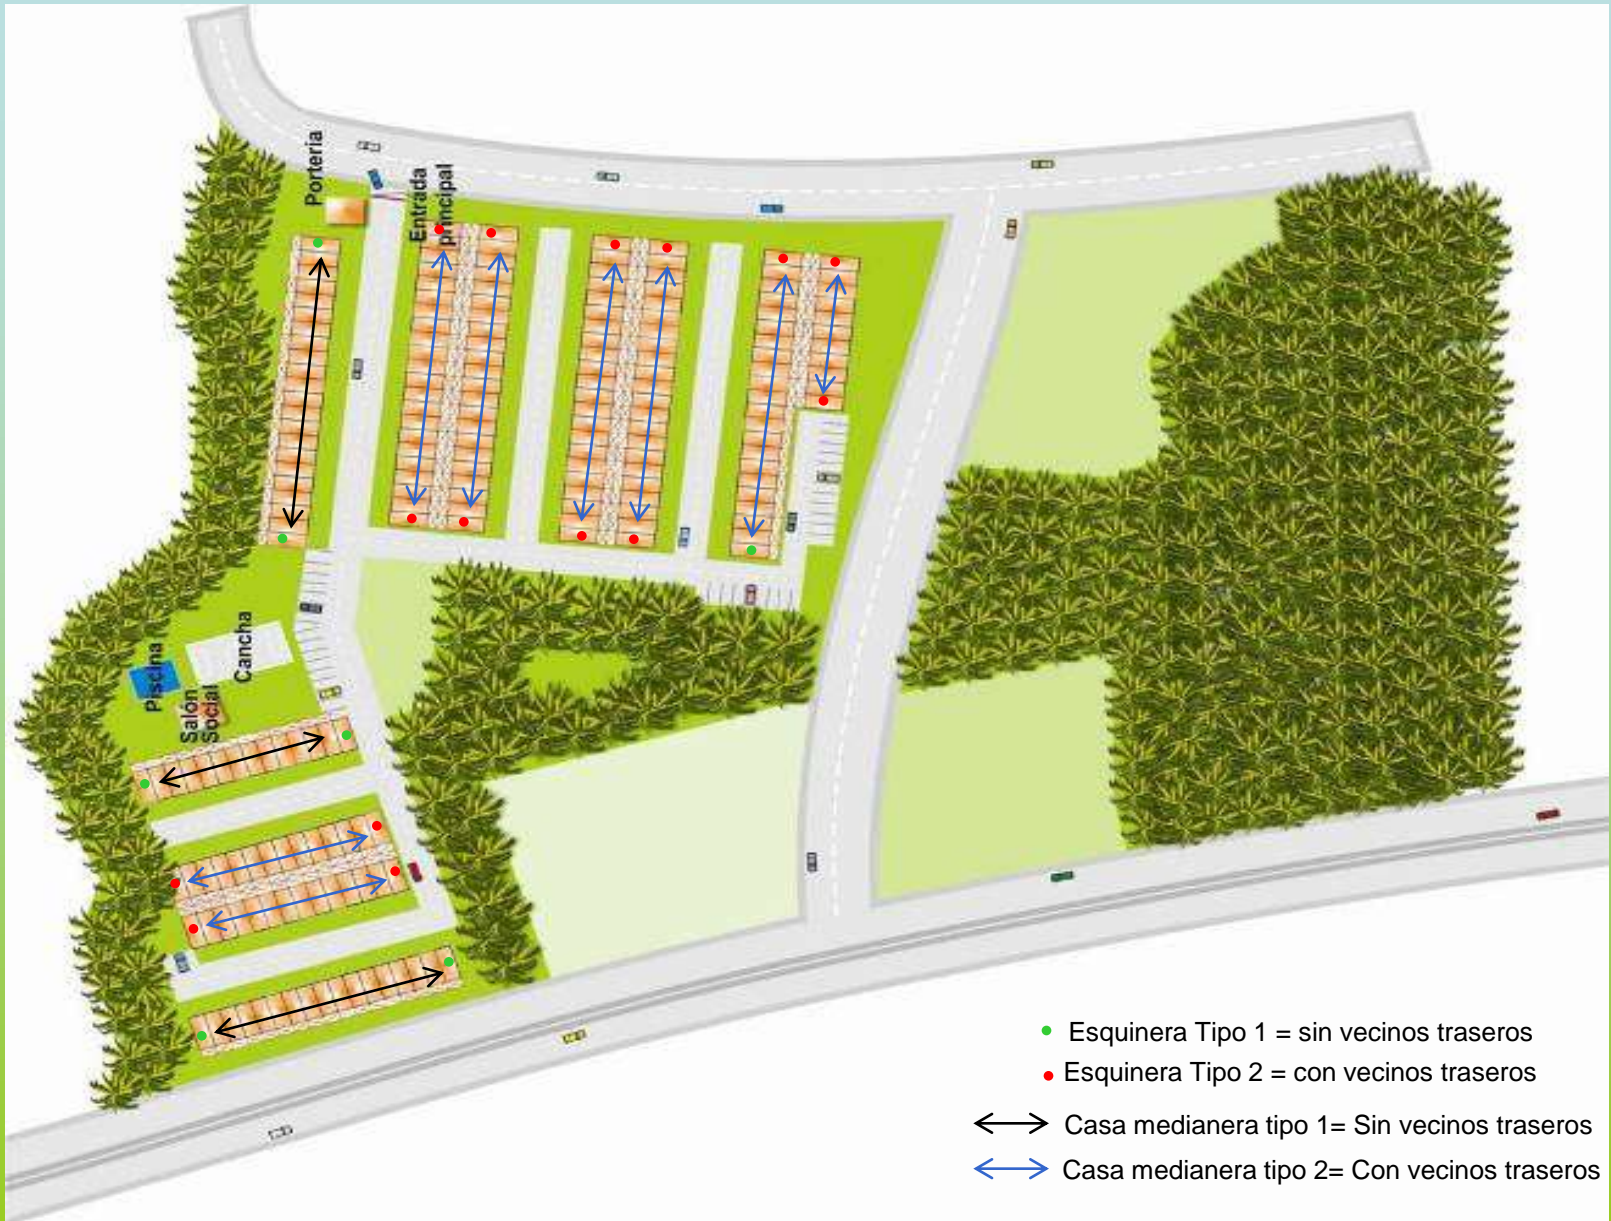 Portería
Entrada
principal
Piscina
Cancha
Salón
Social
Esquinera Tipo 1 = sin vecinos traseros
Esquinera Tipo 2 = con vecinos traseros
Casa medianera tipo 1= Sin vecinos traseros
Casa medianera tipo 2= Con vecinos traseros